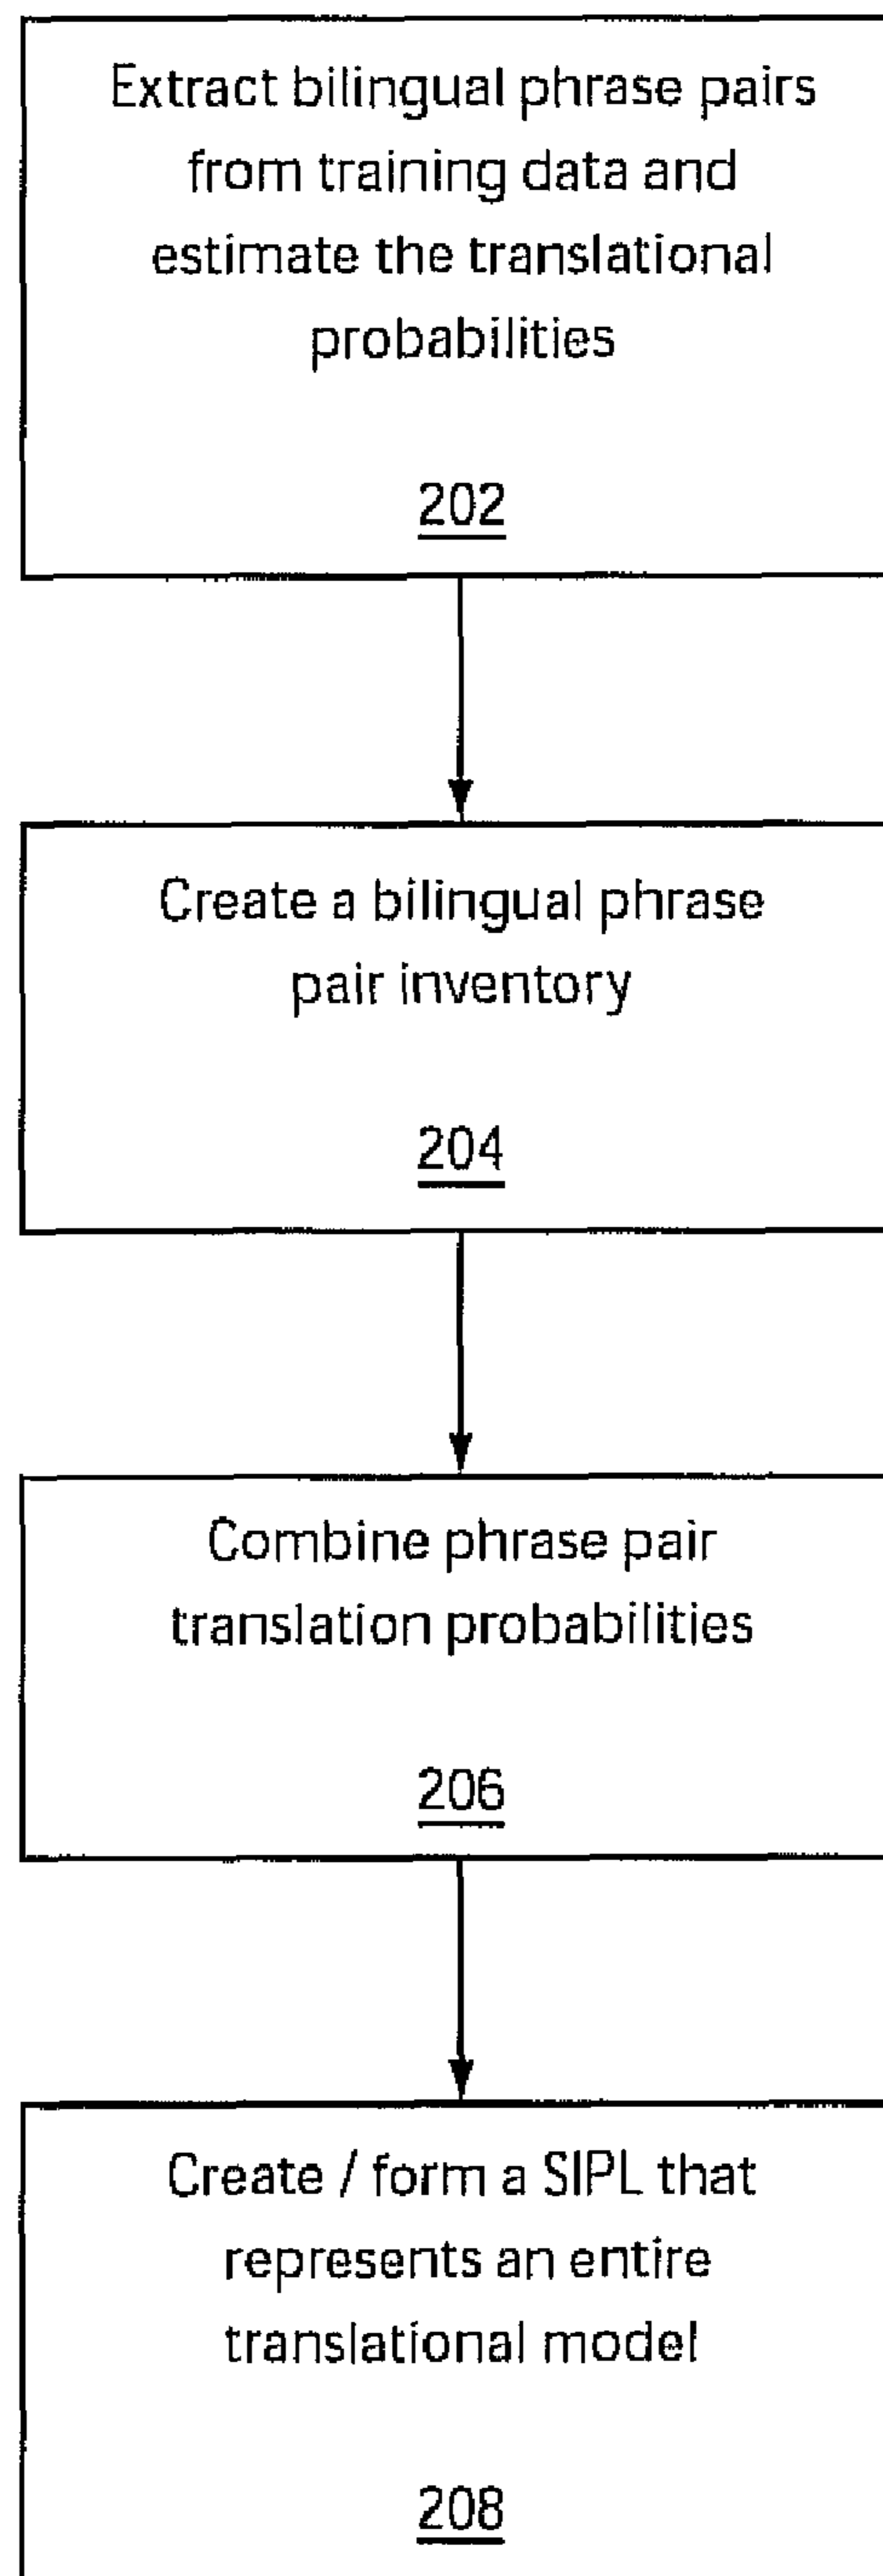 Extract bilingual phrase pairs
from training data and
estimate the translational
probabilities
202
Create a bilingual phrase
pair inventory
204
Combine phrase pair
translation probabilities
206
Create / form a SIPL that
represents an entire
translational model
208